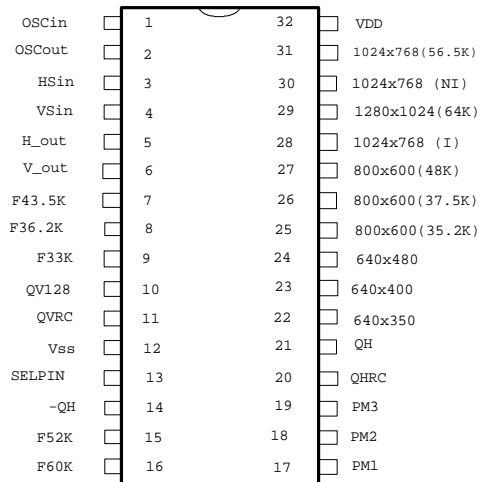 OSCin 1 32 VDD
OSCout 2 31 1024x768(56.5K)
HSin 3 30 1024x768 (NI)
VSin 4 29 1280x1024(64K)
H_out 5 28 1024x768 (I)
V_out 6 27 800x600(48K)
F43.5K 7 26 800x600(37.5K)
F36.2K 8 25 800x600(35.2K)
F33K 9 24 640x480
QV128 10 23 640x400
QVRC 11 22 640x350
Vss 12 21 QH
SELPIN 13 20 QHRC
-QH 14 19 PM3
F52K 15 18 PM2
F60K 16 17 PM1